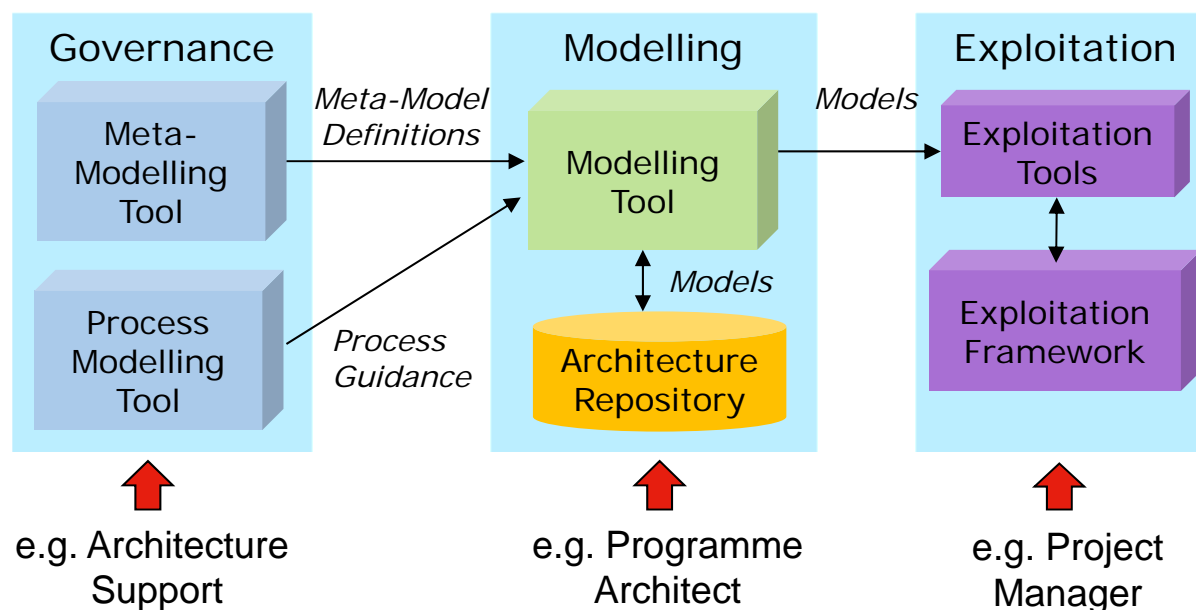 Governance
Meta-
Modelling
Tool
Process
Modelling
Tool
Meta-Model
Definitions
Process
Guidance
Modelling
Modelling
Tool
Models
Architecture
Repository
Models
Exploitation
Exploitation
Tools
Exploitation
Framework
e.g. Architecture
Support
e.g. Programme
Architect
e.g. Project
Manager